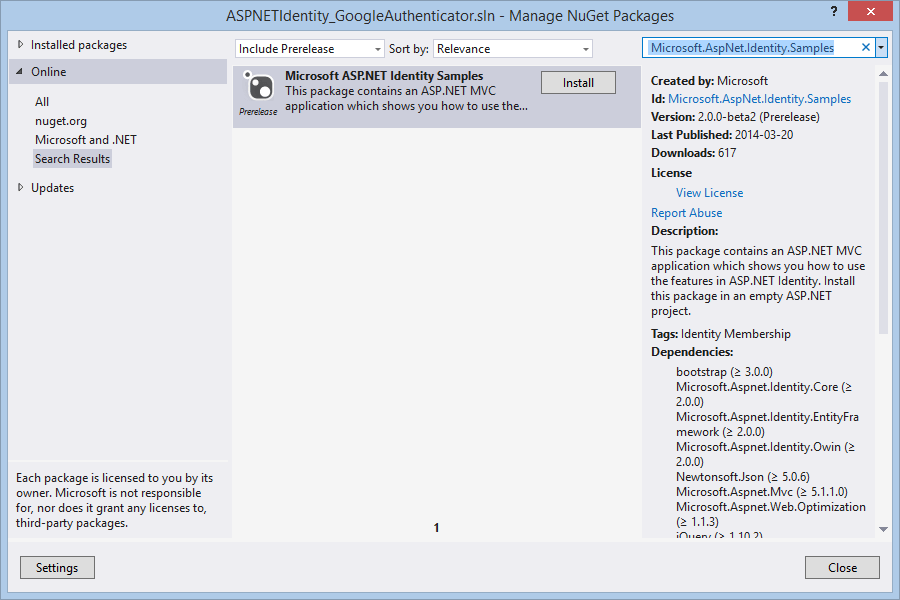 ASPNETIdentity_GoogleAuthenticator.sln - Manage NuGet Packages
?
Installed packages
Online
All
nuget.org
Microsoft and .NET
Search Results
Updates
Each package is licensed to you by its
owner. Microsoft is not responsible
for, nor does it grant any licenses to,
third-party packages.
Include Prerelease
Sort by:
Relevance
Microsoft ASP.NET Identity Samples
This package contains an ASP.NET MVC
application which shows you how to use the...
Prerelease
Install
1
Microsoft.AspNet.Identity.Samples
Created by: Microsoft
Id: Microsoft.AspNet.Identity.Samples
Version: 2.0.0-beta2 (Prerelease)
Last Published: 2014-03-20
Downloads: 617
License
View License
Report Abuse
Description:
This package contains an ASP.NET MVC
application which shows you how to use
the features in ASP.NET Identity. Install
this package in an empty ASP.NET
project.
Tags: Identity Membership
Dependencies:
bootstrap (≥ 3.0.0)
Microsoft.Aspnet.Identity.Core (≥
2.0.0)
Microsoft.Aspnet.Identity.EntityFra
mework (≥ 2.0.0)
Microsoft.Aspnet.Identity.Owin (≥
2.0.0)
Newtonsoft.Json (≥ 5.0.6)
Microsoft.Aspnet.Mvc (≥ 5.1.1.0)
Microsoft.Aspnet.Web.Optimization
(≥ 1.1.3)
jQuery (≥ 1.10.2)
Settings
Close